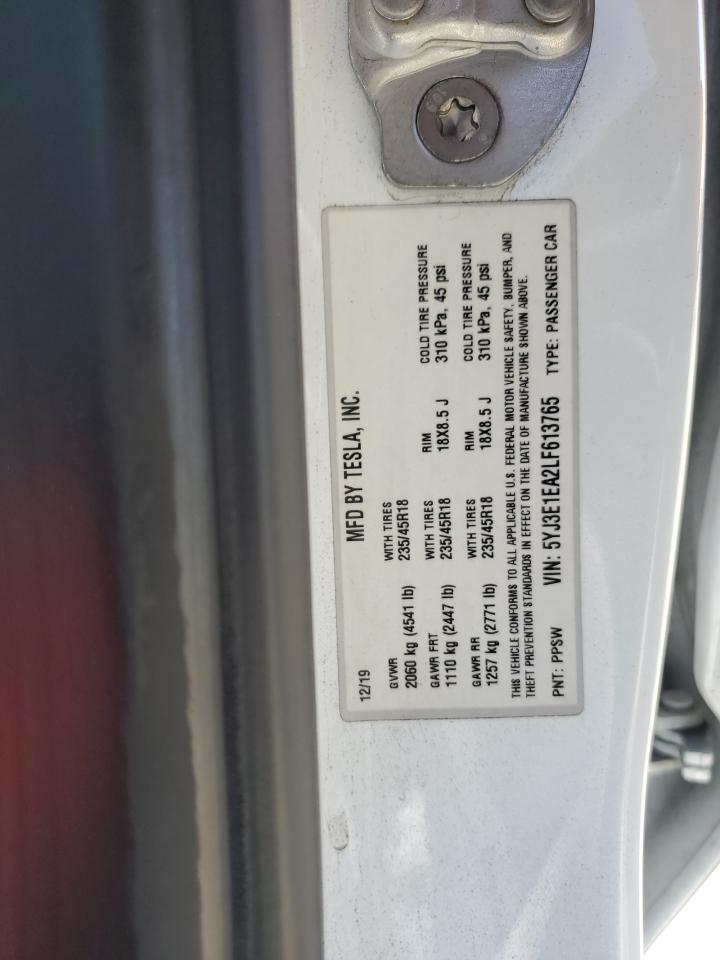 12/19 MFD BY TESLA, INC.
GVWR WITH TIRES
2060 kg (4541 lb) 235/45R18
GAWR FRT WITH TIRES RIM COLD TIRE PRESSURE
1110 kg (2447 lb) 235/45R18 18X8.5 J 310 kPa, 45 psi
GAWR RR WITH TIRES RIM COLD TIRE PRESSURE
1257 kg (2771 lb) 235/45R18 18X8.5 J 310 kPa, 45 psi
THIS VEHICLE CONFORMS TO ALL APPLICABLE U.S. FEDERAL MOTOR VEHICLE SAFETY, BUMPER, AND
THEFT PREVENTION STANDARDS IN EFFECT ON THE DATE OF MANUFACTURE SHOWN ABOVE.
PNT: PPSW VIN: 5YJ3E1EA2LF613765 TYPE: PASSENGER CAR